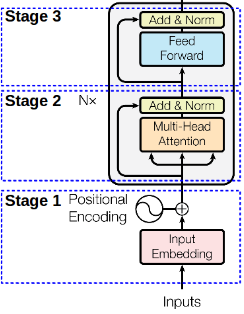 Stage 3
Add & Norm
Feed
Forward
Stage 2
N×
Add & Norm
Multi-Head
Attention
Stage 1
Positional
Encoding
Input
Embedding
Inputs